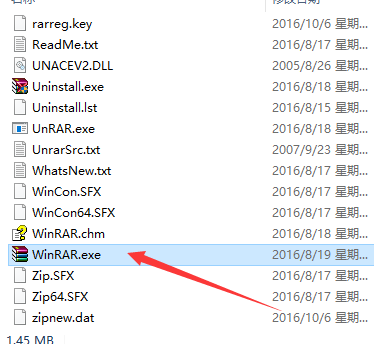 名称 修改日期
rarreg.key 2016/10/6 星期...
ReadMe.txt 2016/8/17 星期...
UNACEV2.DLL 2005/8/26 星期...
Uninstall.exe 2016/8/18 星期...
Uninstall.lst 2016/8/15 星期...
UnRAR.exe 2016/8/18 星期...
UnrarSrc.txt 2007/9/23 星期...
WhatsNew.txt 2016/8/17 星期...
WinCon.SFX 2016/8/17 星期...
WinCon64.SFX 2016/8/17 星期...
WinRAR.chm 2016/8/18 星期...
WinRAR.exe 2016/8/19 星期...
Zip.SFX 2016/8/17 星期...
Zip64.SFX 2016/8/17 星期...
zipnew.dat 2016/10/6 星期...
1.45 MB